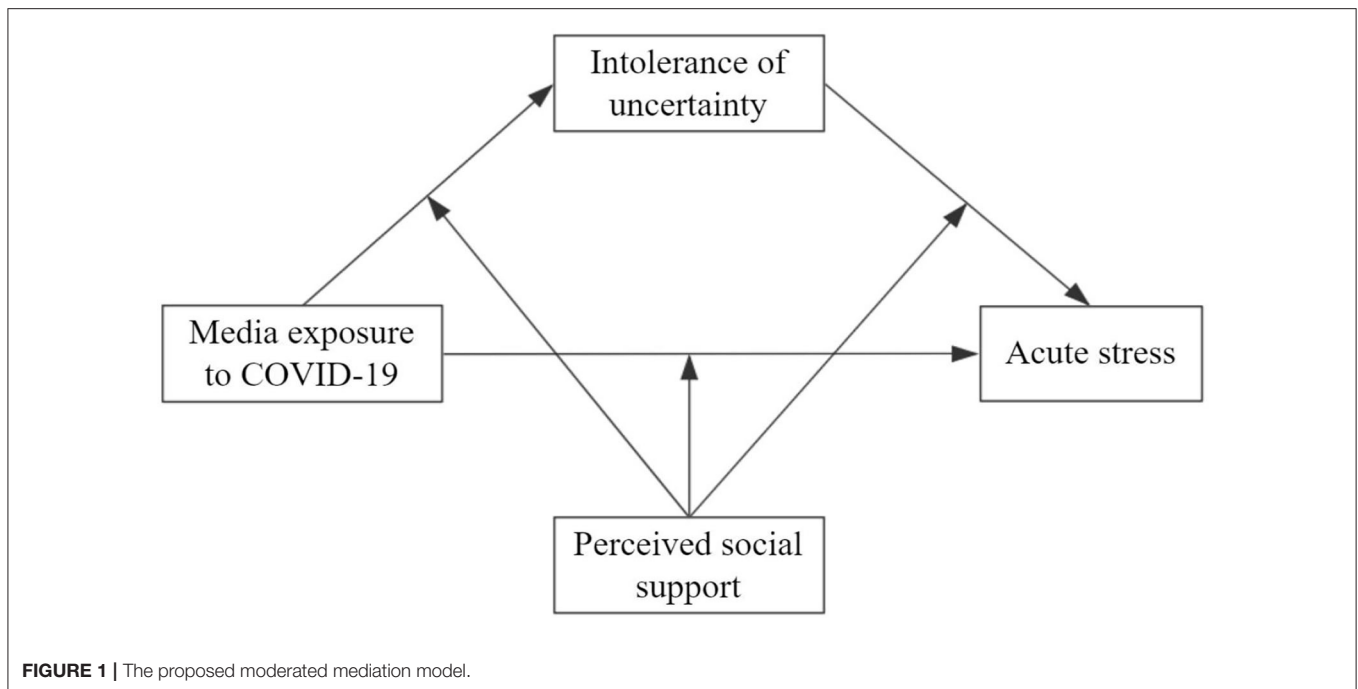 Intolerance of
uncertainty
Media exposure
to COVID-19
Acute stress
Perceived social
support
FIGURE 1 | The proposed moderated mediation model.